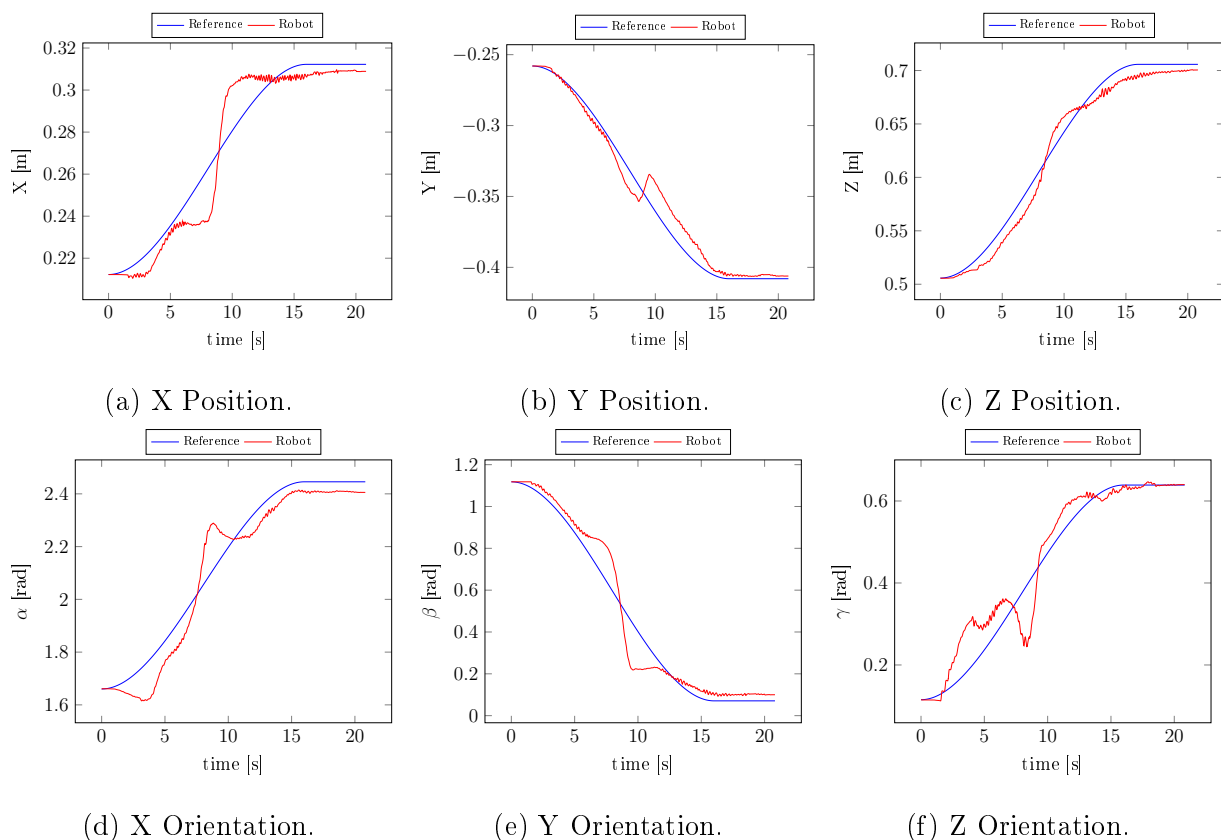 Reference Robot
0.32
0.3
0.28
0.26
0.24
0.22
X [m]
0 5 10 15 20
time [s]
(a) X Position.
Reference Robot
−0.25
−0.3
−0.35
−0.4
Y [m]
0 5 10 15 20
time [s]
(b) Y Position.
Reference Robot
0.7
0.65
0.6
0.55
0.5
Z [m]
0 5 10 15 20
time [s]
(c) Z Position.
Reference Robot
2.4
2.2
2
1.8
1.6
α [rad]
0 5 10 15 20
time [s]
(d) X Orientation.
Reference Robot
1.2
1
0.8
0.6
0.4
0.2
0
β [rad]
0 5 10 15 20
time [s]
(e) Y Orientation.
Reference Robot
0.6
0.4
0.2
γ [rad]
0 5 10 15 20
time [s]
(f) Z Orientation.